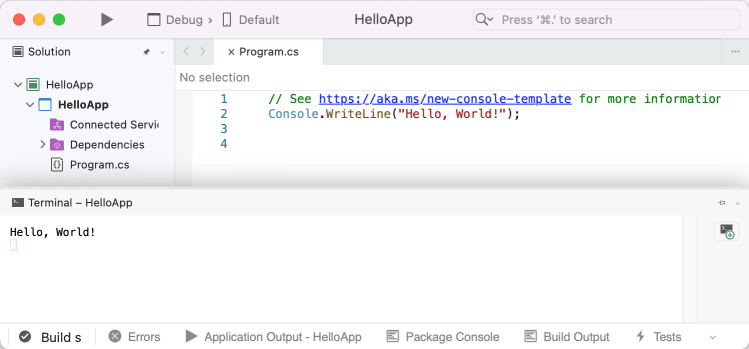 Debug › Default HelloApp Press ‘⌘.’ to search
Solution
Program.cs
No selection
HelloApp
HelloApp
Connected Servi
Dependencies
Program.cs
1 // See https://aka.ms/new-console-template for more information
2 Console.WriteLine("Hello, World!");
3
4
Terminal – HelloApp
Hello, World!
Build s Errors Application Output - HelloApp Package Console Build Output Tests